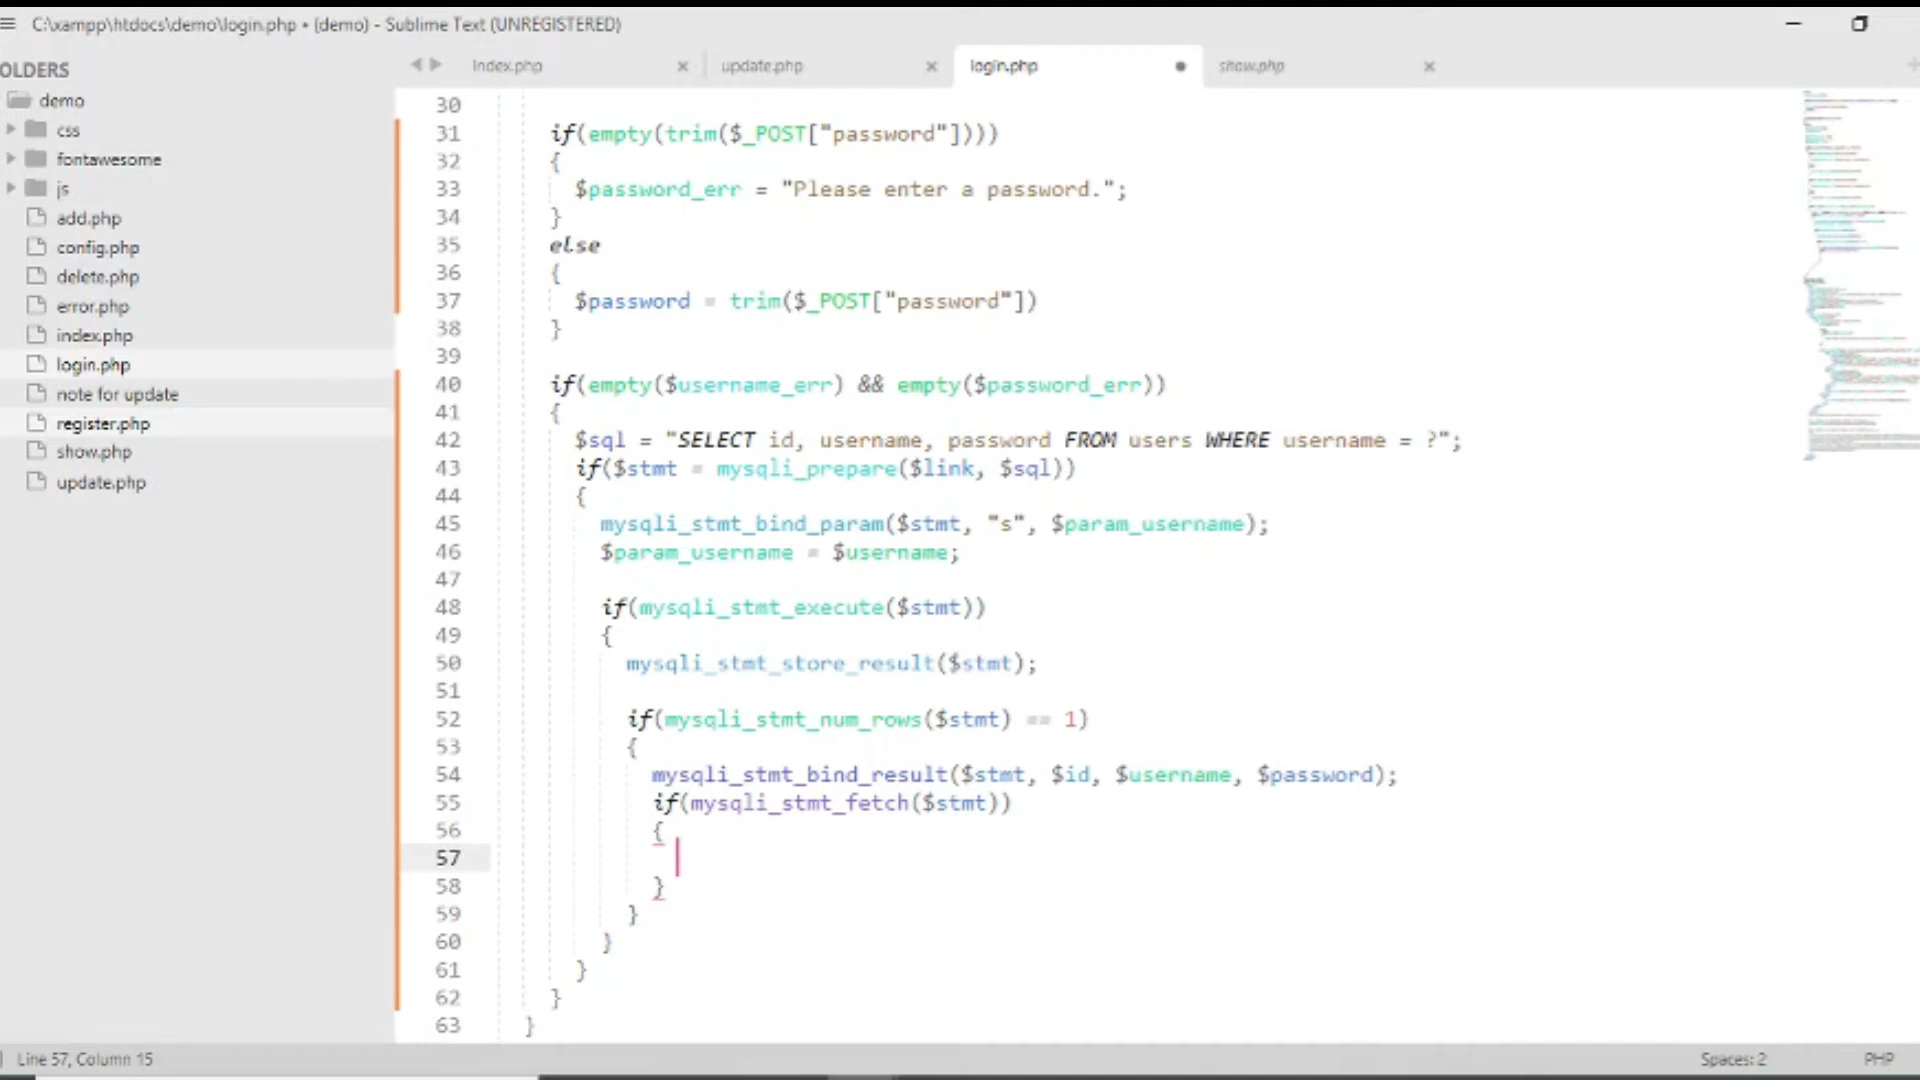 C:\xampp\htdocs\demo\login.php • (demo) - Sublime Text (UNREGISTERED)
OLDERS
demo
css
fontawesome
js
add.php
config.php
delete.php
error.php
index.php
login.php
note for update
register.php
show.php
update.php
index.php
update.php
login.php
show.php
30
31 if(empty(trim($_POST["password"])))
32 {
33 $password_err = "Please enter a password.";
34 }
35 else
36 {
37 $password = trim($_POST["password"])
38 }
39
40 if(empty($username_err) && empty($password_err))
41 {
42 $sql = "SELECT id, username, password FROM users WHERE username = ?";
43 if($stmt = mysqli_prepare($link, $sql))
44 {
45 mysqli_stmt_bind_param($stmt, "s", $param_username);
46 $param_username = $username;
47
48 if(mysqli_stmt_execute($stmt))
49 {
50 mysqli_stmt_store_result($stmt);
51
52 if(mysqli_stmt_num_rows($stmt) == 1)
53 {
54 mysqli_stmt_bind_result($stmt, $id, $username, $password);
55 if(mysqli_stmt_fetch($stmt))
56 {
57
58 }
59 }
60 }
61 }
62 }
63 }
Line 57, Column 15
Spaces: 2
PHP